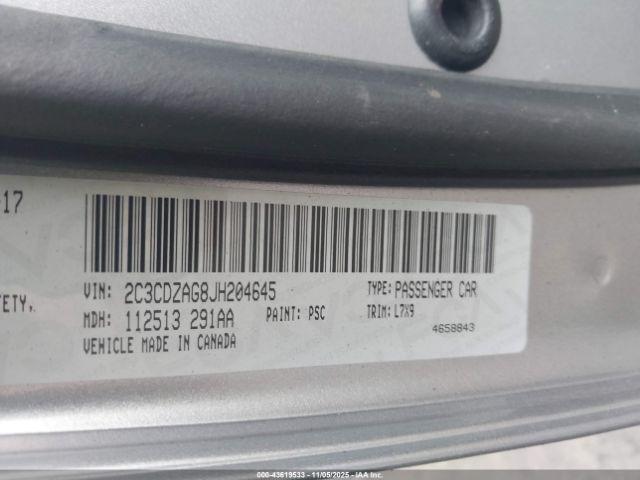 -17
VIN: 2C3CDZAG8JH204645 TYPE: PASSENGER CAR
ETY,
MDH: 112513 291AA PAINT: PSC TRIM: L7X9
4658843
VEHICLE MADE IN CANADA
000-43619533 - 11/05/2025 - IAA Inc.